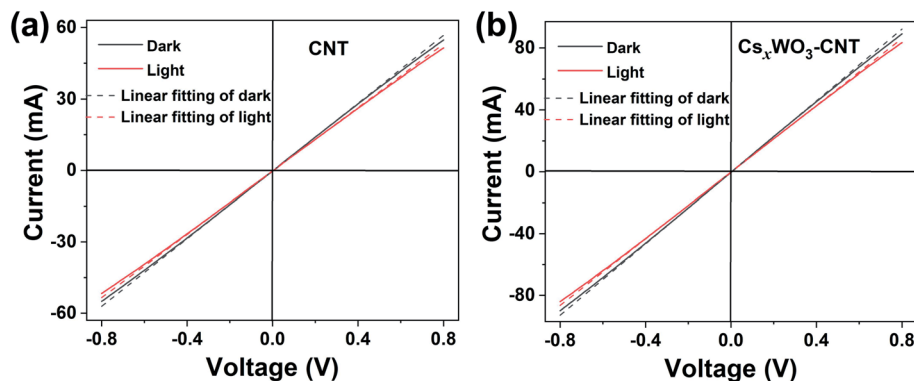 (a)
CNT
Dark
Light
Linear fitting of dark
Linear fitting of light
Current (mA)
60
30
0
-30
-60
-0.8
-0.4
0.0
0.4
0.8
Voltage (V)
(b)
CsₓWO₃-CNT
Dark
Light
Linear fitting of dark
Linear fitting of light
Current (mA)
80
40
0
-40
-80
-0.8
-0.4
0.0
0.4
0.8
Voltage (V)